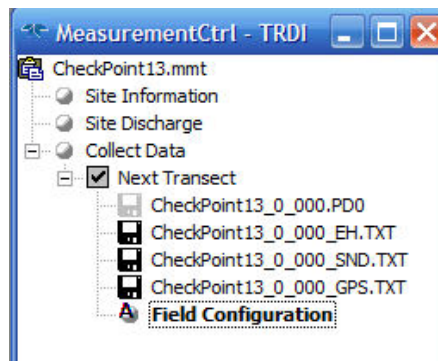 MeasurementCtrl - TRDI
CheckPoint13.mmt
Site Information
Site Discharge
Collect Data
Next Transect
CheckPoint13_0_000.PD0
CheckPoint13_0_000_EH.TXT
CheckPoint13_0_000_SND.TXT
CheckPoint13_0_000_GPS.TXT
Field Configuration